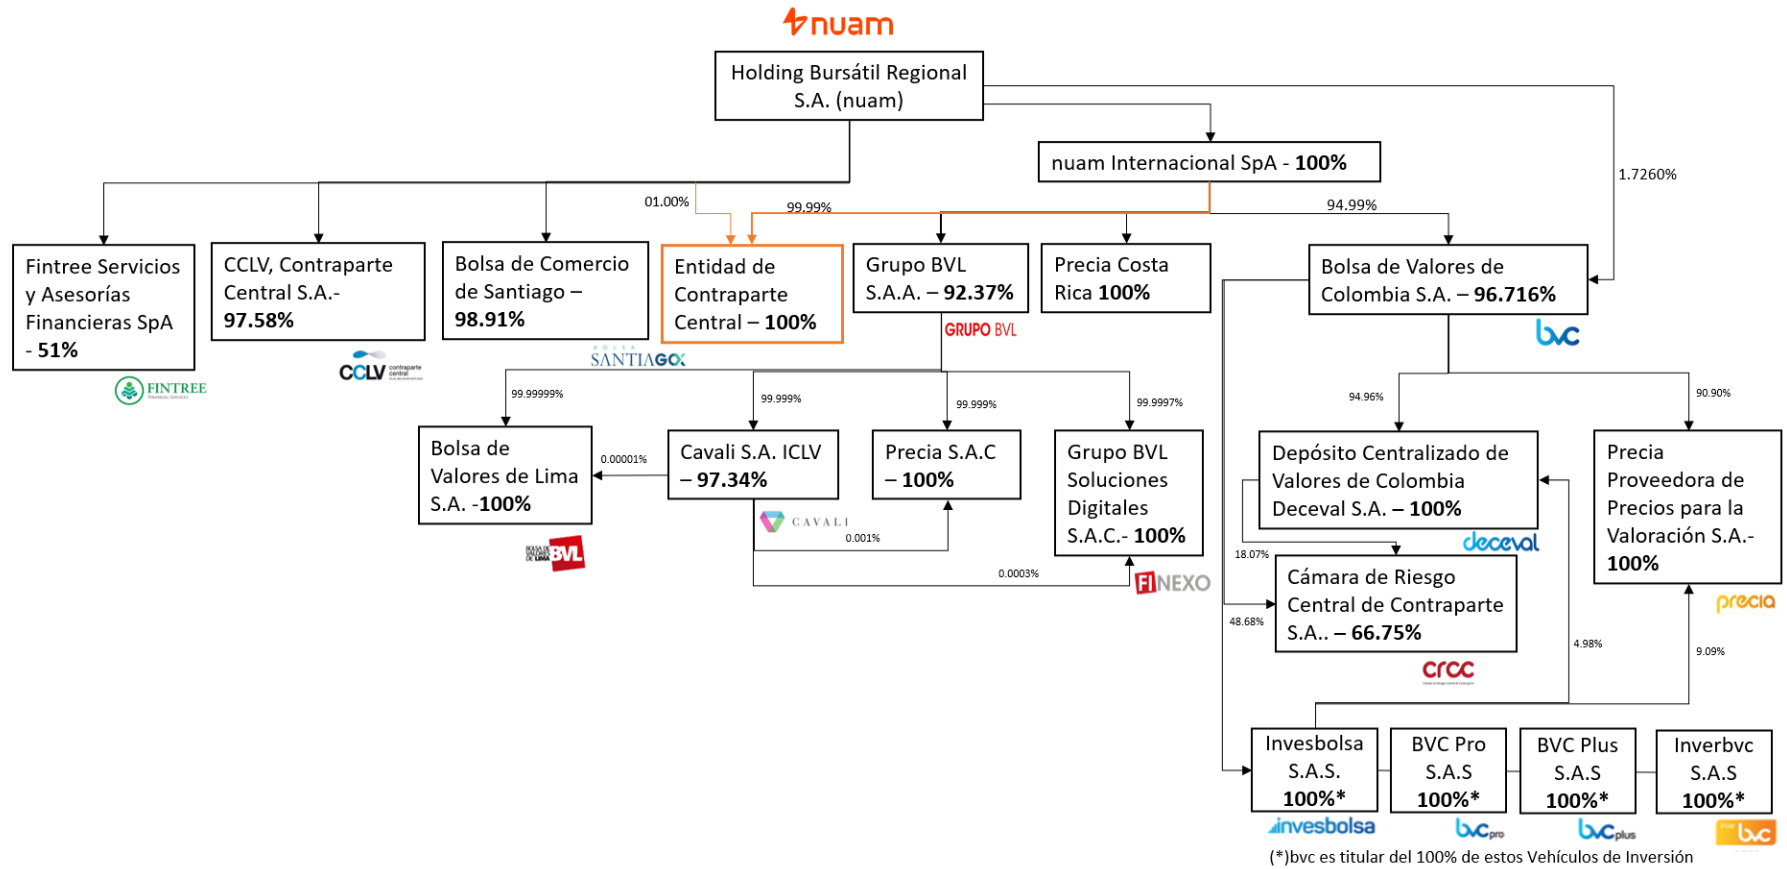 nuam
Holding Bursátil Regional
S.A. (nuam)
nuam Internacional SpA - 100%
1.7260%
01.00%
99.99%
94.99%
Fintree Servicios
y Asesorías
Financieras SpA
- 51%
FINTREE
CCLV, Contraparte
Central S.A.-
97.58%
CCLV contraparte
central
Bolsa de Comercio
de Santiago –
98.91%
BOLSA
SANTIAGO
Entidad de
Contraparte
Central – 100%
Grupo BVL
S.A.A. – 92.37%
GRUPO BVL
Precia Costa
Rica 100%
Bolsa de Valores de
Colombia S.A. – 96.716%
bvc
99.99999%
99.999%
99.999%
99.9997%
94.96%
90.90%
Bolsa de
Valores de Lima
S.A. -100%
BOLSA DE
VALORES
DE LIMA
BVL
0.00001%
Cavali S.A. ICLV
– 97.34%
CAVALI
0.001%
0.0003%
Precia S.A.C
– 100%
Grupo BVL
Soluciones
Digitales
S.A.C.- 100%
FINEXO
Depósito Centralizado de
Valores de Colombia
Deceval S.A. – 100%
deceval
18.07%
48.68%
Cámara de Riesgo
Central de Contraparte
S.A.. – 66.75%
crcc
Precia
Proveedora de
Precios para la
Valoración S.A.-
100%
precia
4.98%
9.09%
Invesbolsa
S.A.S.
100%*
invesbolsa
BVC Pro
S.A.S
100%*
bvc pro
BVC Plus
S.A.S
100%*
bvc plus
Inverbvc
S.A.S
100%*
bvc
(*)bvc es titular del 100% de estos Vehículos de Inversión